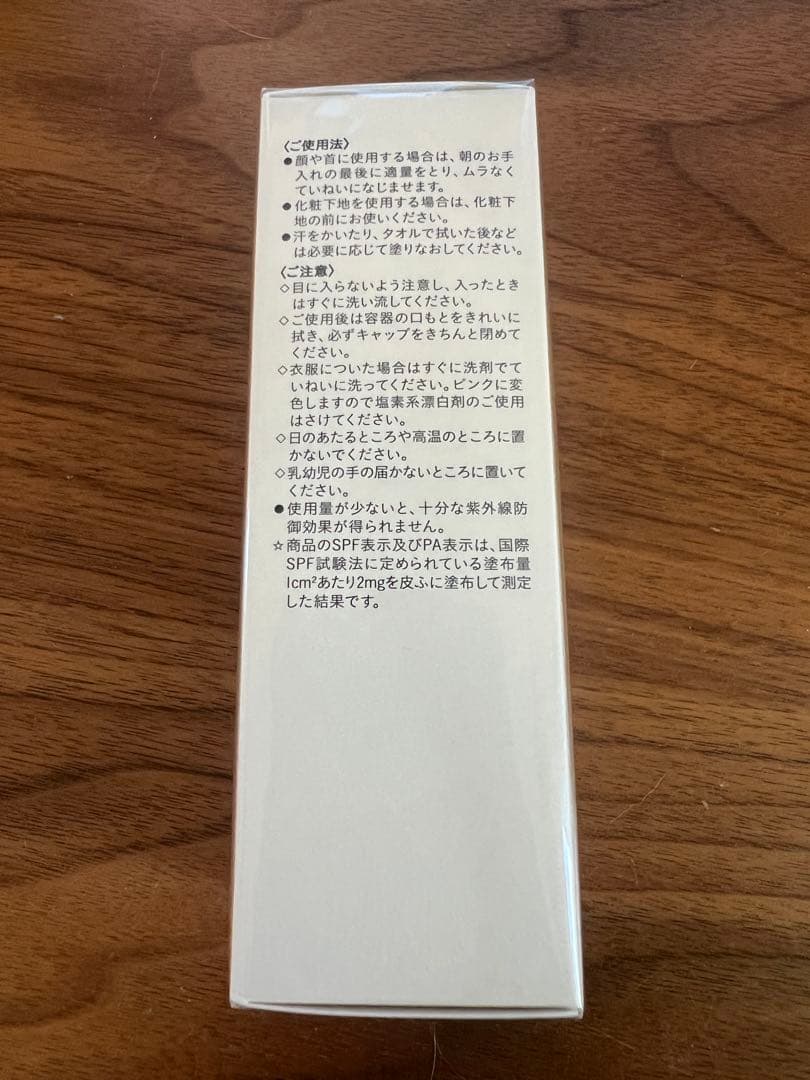 〈ご使用法〉
●顔や首に使用する場合は、朝のお手
入れの最後に適量をとり、ムラなく
ていねいになじませます。
●化粧下地を使用する場合は、化粧下
地の前にお使いください。
●汗をかいたり、タオルで拭いた後など
は必要に応じて塗りなおしてください。
〈ご注意〉
◇目に入らないよう注意し、入ったとき
はすぐに洗い流してください。
◇ご使用後は容器の口もとをきれいに
拭き、必ずキャップをきちんと閉めて
ください。
◇衣服についた場合はすぐに洗剤でて
いねいに洗ってください。ピンクに変
色しますので塩素系漂白剤のご使用
はさけてください。
◇日のあたるところや高温のところに置
かないでください。
◇乳幼児の手の届かないところに置いて
ください。
●使用量が少ないと、十分な紫外線防
御効果が得られません。
☆商品のSPF表示及びPA表示は、国際
SPF試験法に定められている塗布量
1cm²あたり2mgを皮ふに塗布して測定
した結果です。